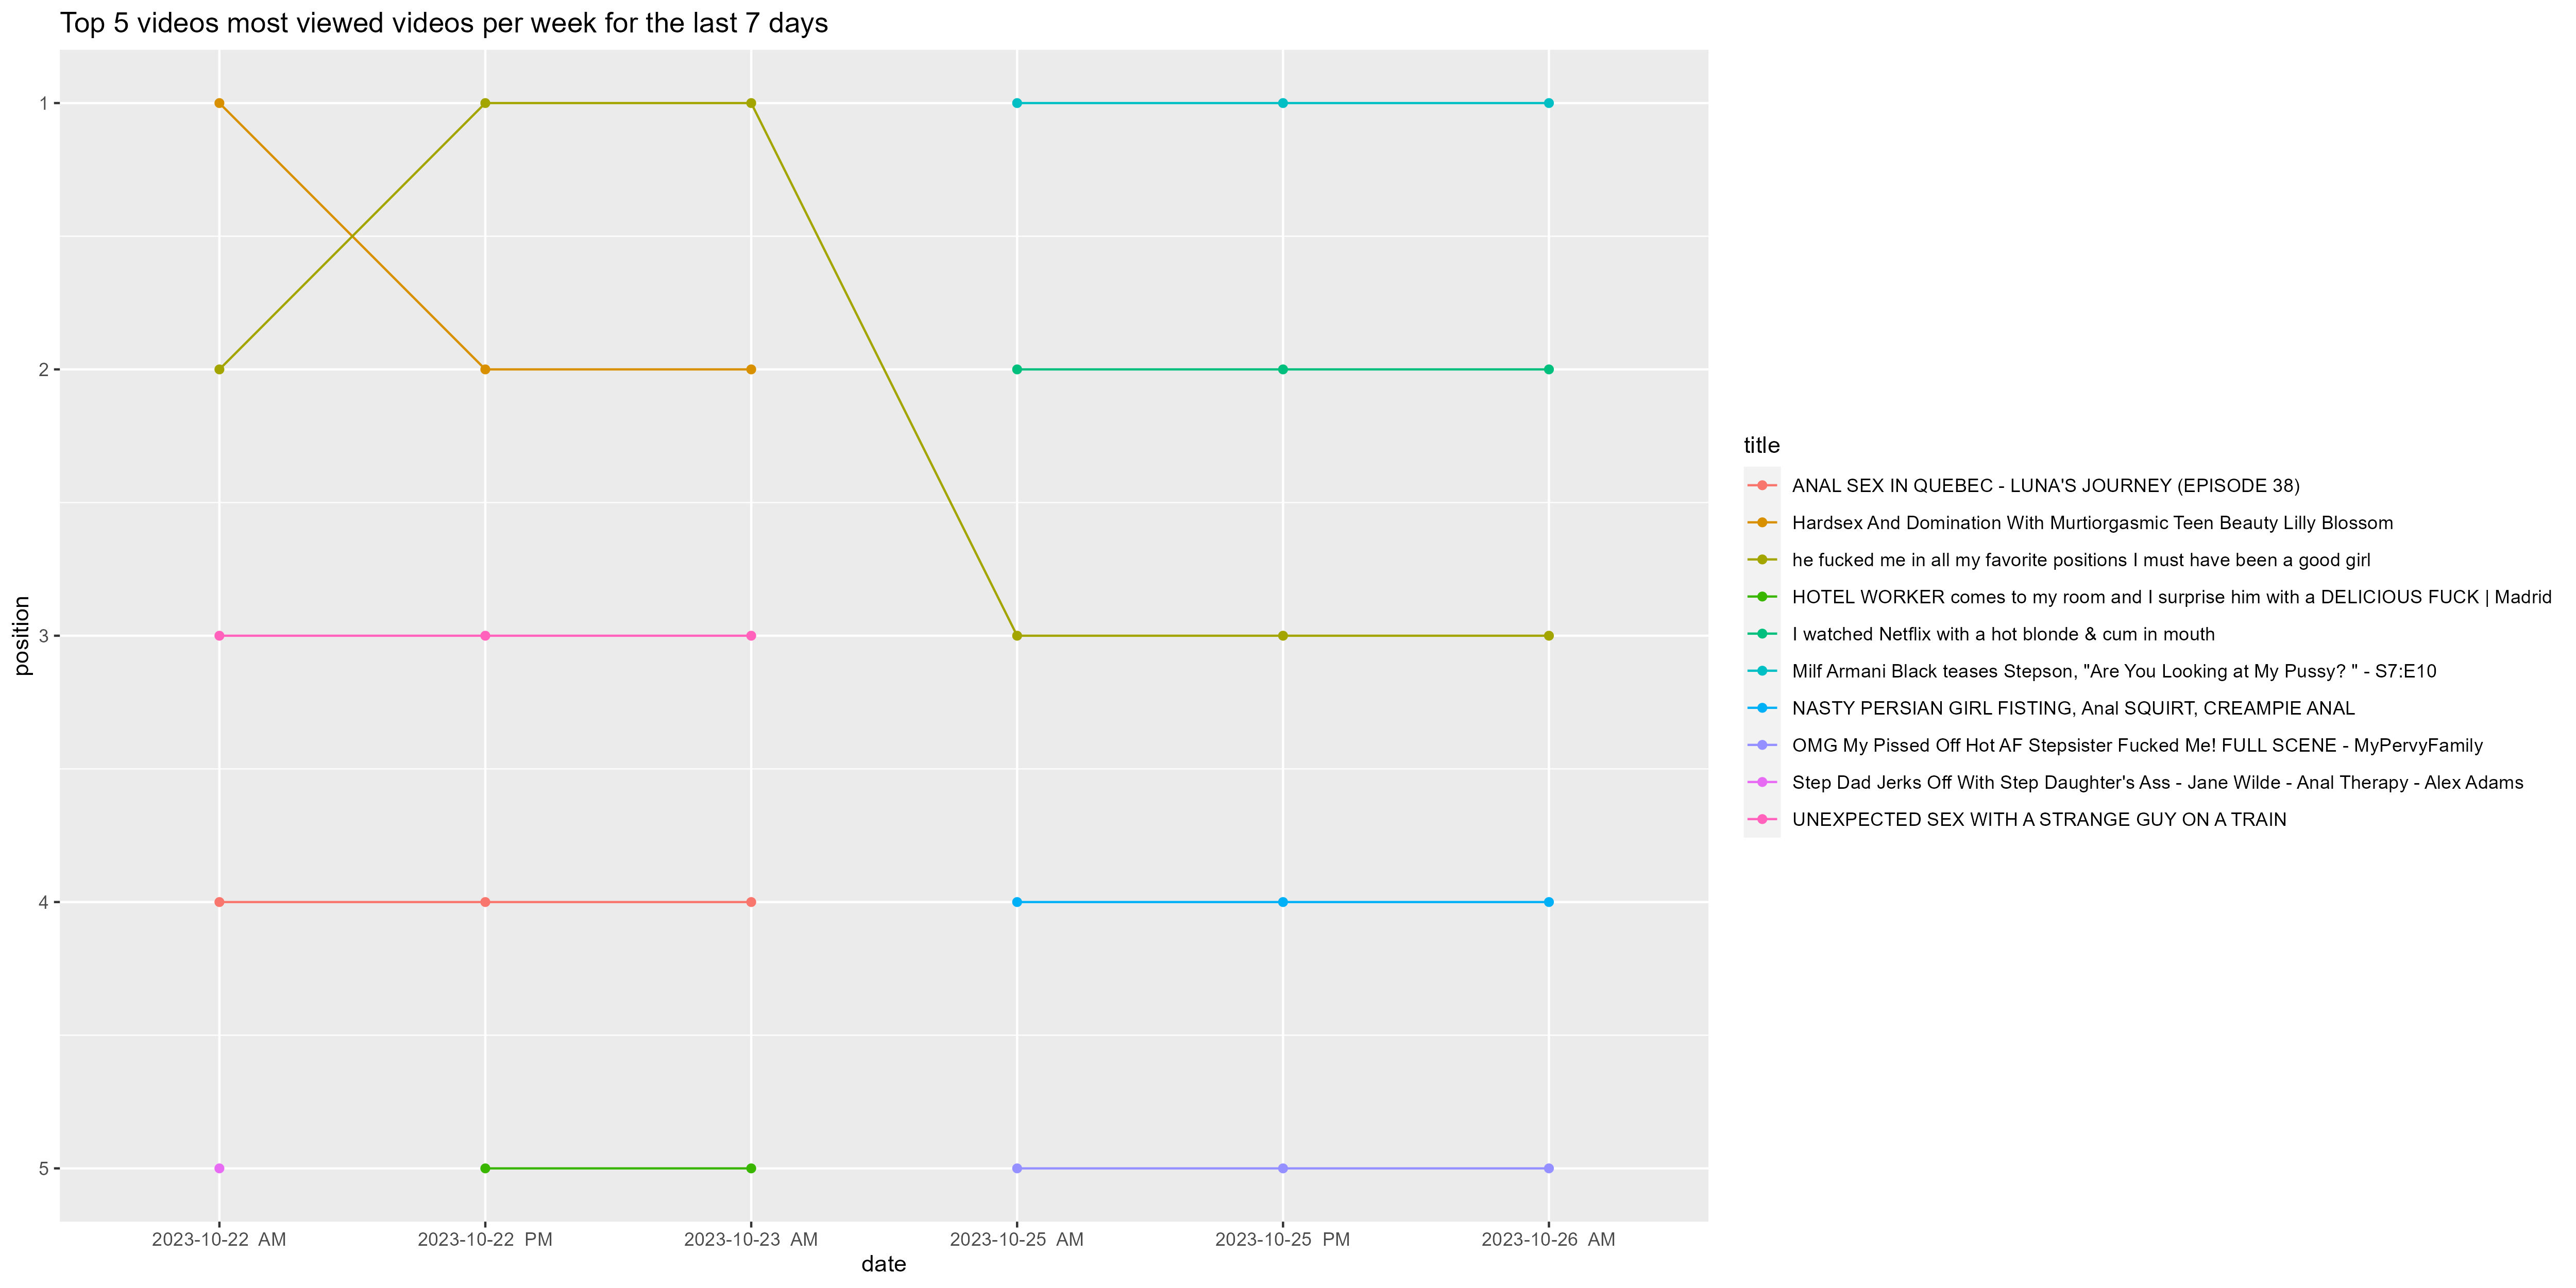 Top 5 videos most viewed videos per week for the last 7 days
position
1
2
3
4
5
2023-10-22 AM
2023-10-22 PM
2023-10-23 AM
2023-10-25 AM
2023-10-25 PM
2023-10-26 AM
date
title
ANAL SEX IN QUEBEC - LUNA'S JOURNEY (EPISODE 38)
Hardsex And Domination With Murtiorgasmic Teen Beauty Lilly Blossom
he fucked me in all my favorite positions I must have been a good girl
HOTEL WORKER comes to my room and I surprise him with a DELICIOUS FUCK | Madrid
I watched Netflix with a hot blonde & cum in mouth
Milf Armani Black teases Stepson, "Are You Looking at My Pussy? " - S7:E10
NASTY PERSIAN GIRL FISTING, Anal SQUIRT, CREAMPIE ANAL
OMG My Pissed Off Hot AF Stepsister Fucked Me! FULL SCENE - MyPervyFamily
Step Dad Jerks Off With Step Daughter's Ass - Jane Wilde - Anal Therapy - Alex Adams
UNEXPECTED SEX WITH A STRANGE GUY ON A TRAIN